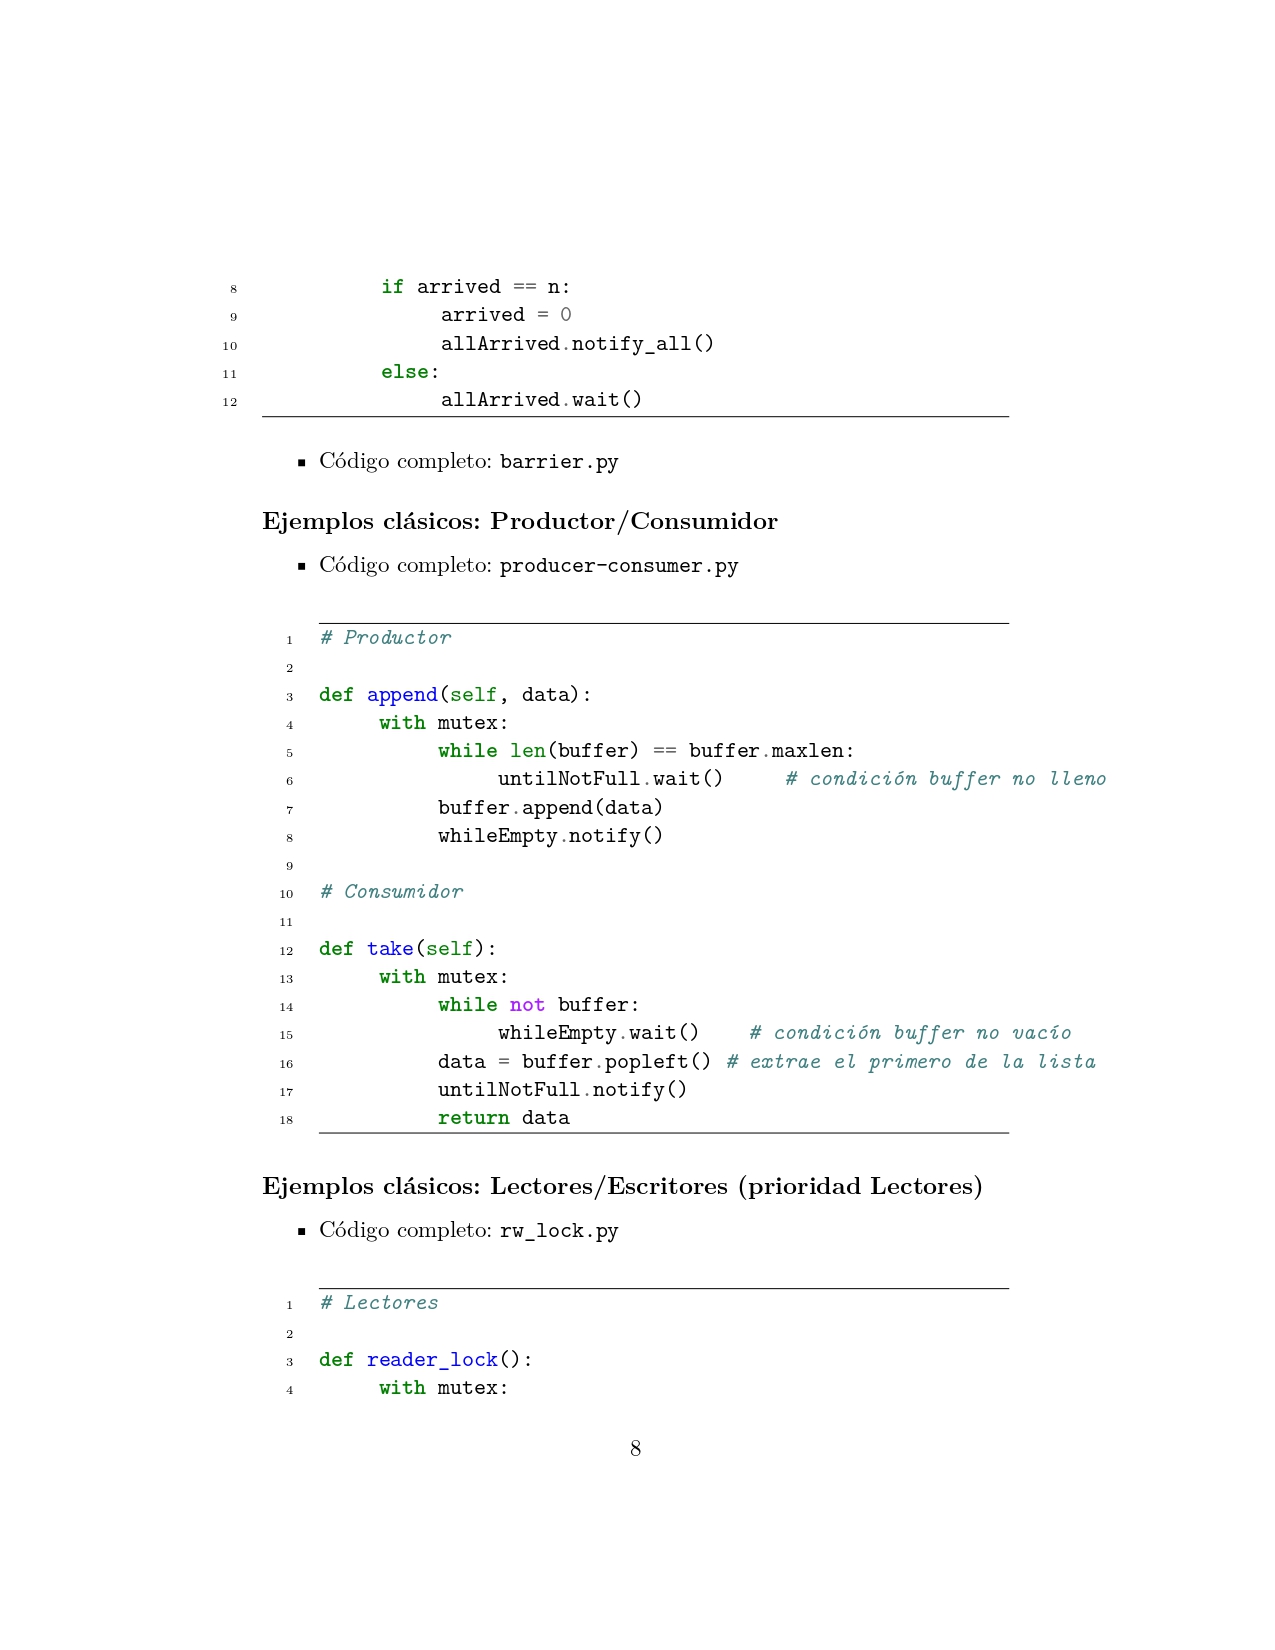 8 if arrived == n:
9 arrived = 0
10 allArrived.notify_all()
11 else:
12 allArrived.wait()
▪ Código completo: barrier.py
Ejemplos clásicos: Productor/Consumidor
▪ Código completo: producer-consumer.py
1 # Productor
2
3 def append(self, data):
4 with mutex:
5 while len(buffer) == buffer.maxlen:
6 untilNotFull.wait() # condición buffer no lleno
7 buffer.append(data)
8 whileEmpty.notify()
9
10 # Consumidor
11
12 def take(self):
13 with mutex:
14 while not buffer:
15 whileEmpty.wait() # condición buffer no vacío
16 data = buffer.popleft() # extrae el primero de la lista
17 untilNotFull.notify()
18 return data
Ejemplos clásicos: Lectores/Escritores (prioridad Lectores)
▪ Código completo: rw_lock.py
1 # Lectores
2
3 def reader_lock():
4 with mutex:
8